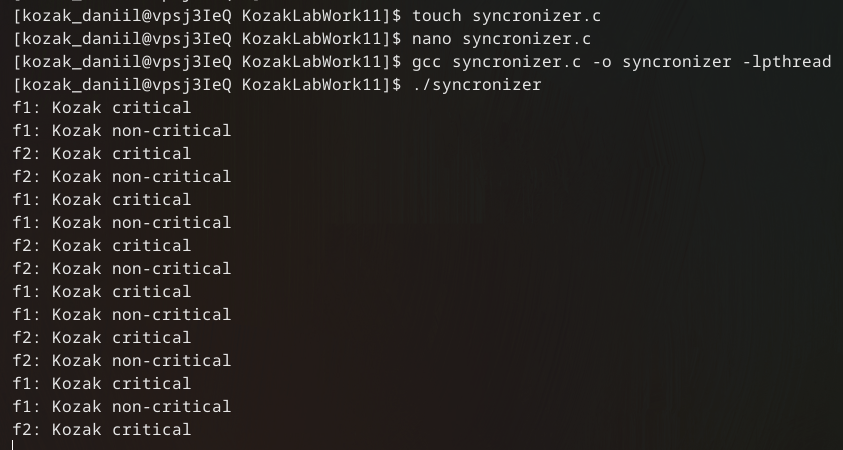 [kozak_daniil@vpsj3IeQ KozakLabWork11]$ touch syncronizer.c
[kozak_daniil@vpsj3IeQ KozakLabWork11]$ nano syncronizer.c
[kozak_daniil@vpsj3IeQ KozakLabWork11]$ gcc syncronizer.c -o syncronizer -lpthread
[kozak_daniil@vpsj3IeQ KozakLabWork11]$ ./syncronizer
f1: Kozak critical
f1: Kozak non-critical
f2: Kozak critical
f2: Kozak non-critical
f1: Kozak critical
f1: Kozak non-critical
f2: Kozak critical
f2: Kozak non-critical
f1: Kozak critical
f1: Kozak non-critical
f2: Kozak critical
f2: Kozak non-critical
f1: Kozak critical
f1: Kozak non-critical
f2: Kozak critical